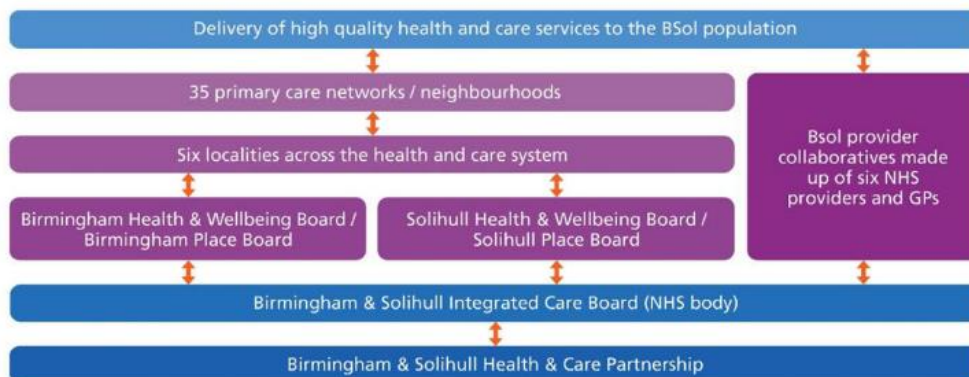 Delivery of high quality health and care services to the BSol population
35 primary care networks / neighbourhoods
Six localities across the health and care system
Birmingham Health & Wellbeing Board /
Birmingham Place Board
Solihull Health & Wellbeing Board /
Solihull Place Board
Bsol provider
collaboratives made
up of six NHS
providers and GPs
Birmingham & Solihull Integrated Care Board (NHS body)
Birmingham & Solihull Health & Care Partnership